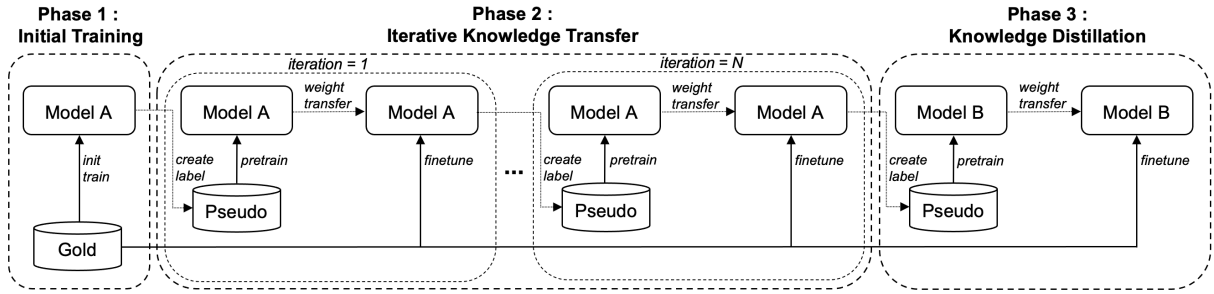 Phase 1 :
Initial Training
Phase 2 :
Iterative Knowledge Transfer
Phase 3 :
Knowledge Distillation
iteration = 1
iteration = N
Model A
init
train
Gold
create
label
Model A
pretrain
Pseudo
weight
transfer
Model A
finetune
...
create
label
Model A
pretrain
Pseudo
weight
transfer
Model A
finetune
create
label
Model B
pretrain
Pseudo
weight
transfer
Model B
finetune